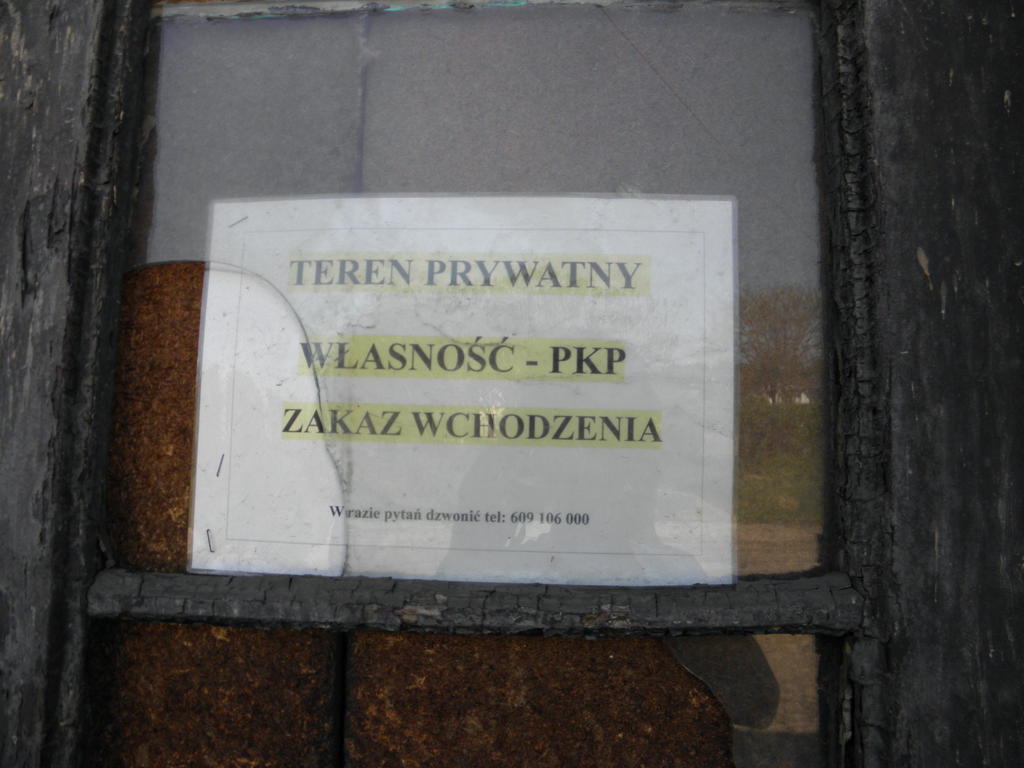 TEREN PRYWATNY
WŁASNOŚĆ - PKP
ZAKAZ WCHODZENIA
W razie pytań dzwonić tel: 609 106 000